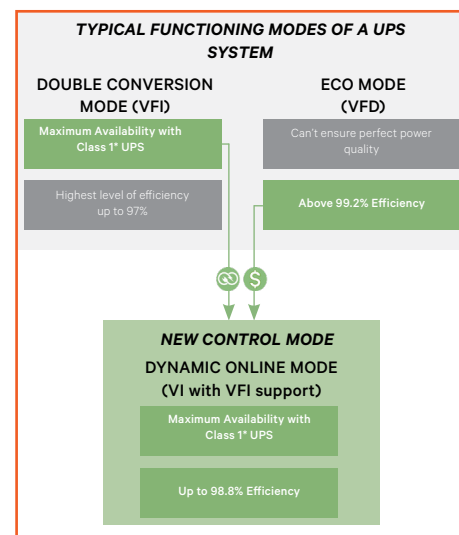 TYPICAL FUNCTIONING MODES OF A UPS
SYSTEM
DOUBLE CONVERSION
MODE (VFI)
Maximum Availability with
Class 1* UPS
Highest level of efficiency
up to 97%
ECO MODE
(VFD)
Can't ensure perfect power
quality
Above 99.2% Efficiency
$
NEW CONTROL MODE
DYNAMIC ONLINE MODE
(VI with VFI support)
Maximum Availability with
Class 1* UPS
Up to 98.8% Efficiency